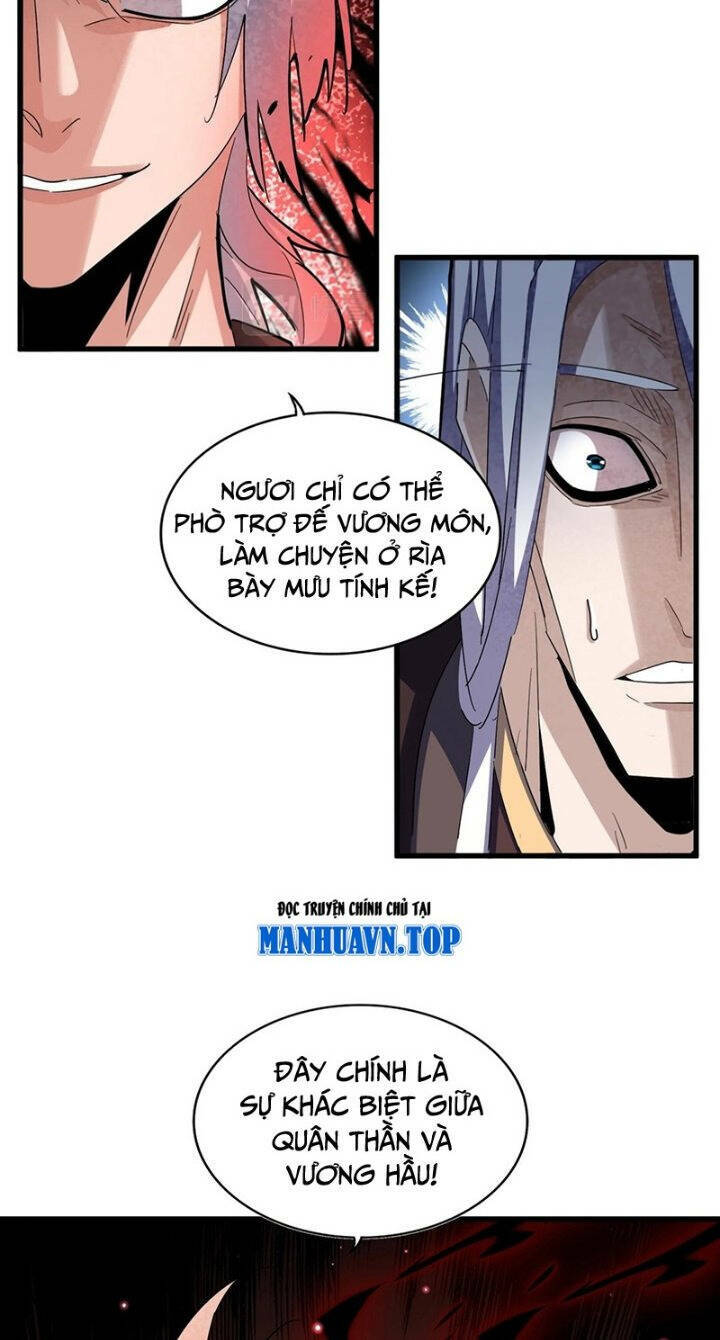 NGƯƠI CHỈ CÓ THỂ
PHÒ TRỢ ĐẾ VƯƠNG MÔN,
LÀM CHUYỆN Ở RÌA
BÀY MƯU TÍNH KẾ!
ĐỌC TRUYỆN CHÍNH CHỦ TẠI
MANHUAVN.TOP
ĐÂY CHÍNH LÀ
SỰ KHÁC BIỆT GIỮA
QUÂN THẦN VÀ
VƯƠNG HẦU!